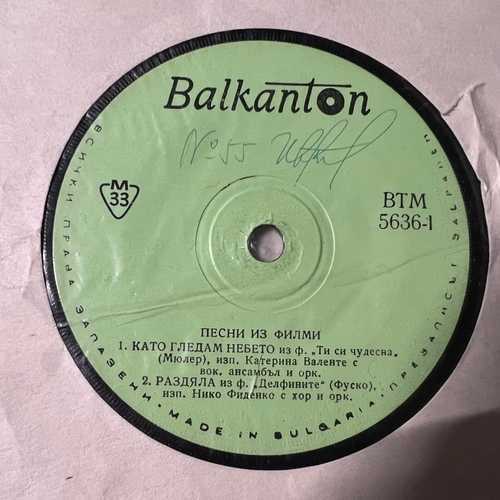 Balkanton
№ 55
M
33
BTM
5636-1
ПЕСНИ ИЗ ФИЛМИ
1. КАТО ГЛЕДАМ НЕБЕТО из ф. „Ти си чудесна„
(Мюлер), изп. Катерина Валенте с
вок. ансамбъл и орк.
2. РАЗДЯЛА из ф. „Делфините“ (Фуско),
изп. Нико Фиденко с хор и орк.
ВСИЧКИ ПРАВА ЗАПАЗЕНИ. MADE IN BULGARIA.